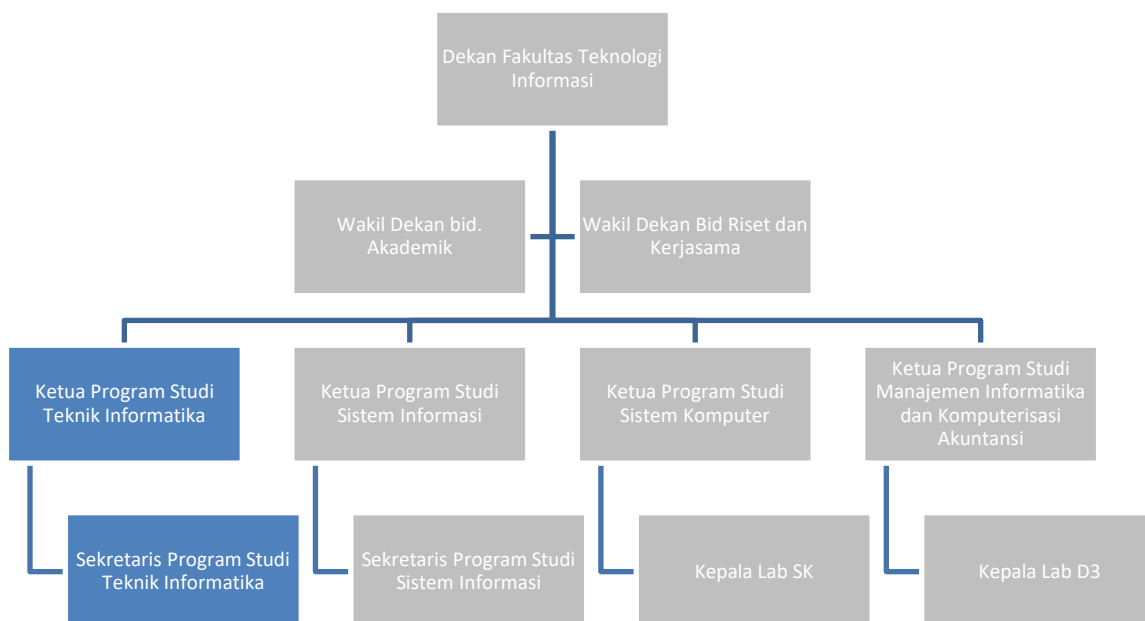 Dekan Fakultas Teknologi
Informasi
Wakil Dekan bid.
Akademik
Wakil Dekan Bid Riset dan
Kerjasama
Ketua Program Studi
Teknik Informatika
Ketua Program Studi
Sistem Informasi
Ketua Program Studi
Sistem Komputer
Ketua Program Studi
Manajemen Informatika
dan Komputerisasi
Akuntansi
Sekretaris Program Studi
Teknik Informatika
Sekretaris Program Studi
Sistem Informasi
Kepala Lab SK
Kepala Lab D3